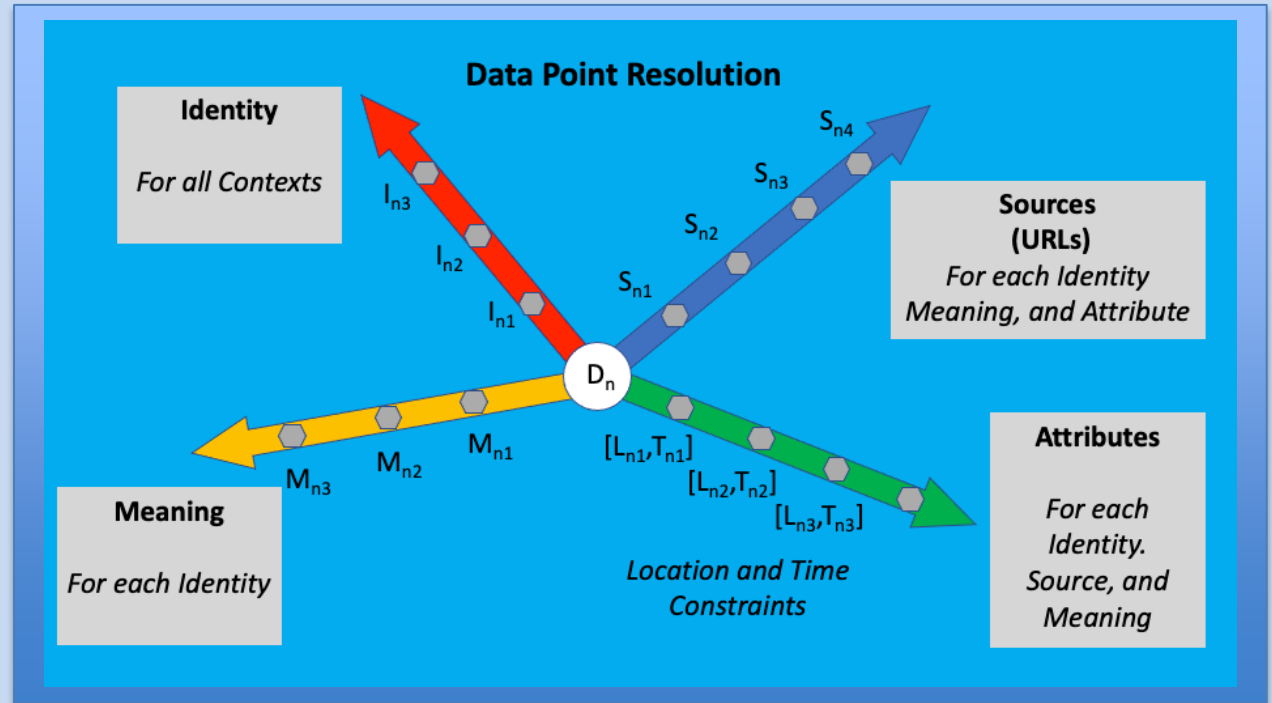 Data Point Resolution
Identity
For all Contexts
Sₙ₄
Sₙ₃
Sₙ₂
Sₙ₁
Iₙ₃
Iₙ₂
Iₙ₁
Sources
(URLs)
For each Identity
Meaning, and Attribute
Dₙ
Mₙ₁
Mₙ₂
Mₙ₃
[Lₙ₁,Tₙ₁]
[Lₙ₂,Tₙ₂]
[Lₙ₃,Tₙ₃]
Location and Time
Constraints
Meaning
For each Identity
Attributes
For each
Identity.
Source, and
Meaning